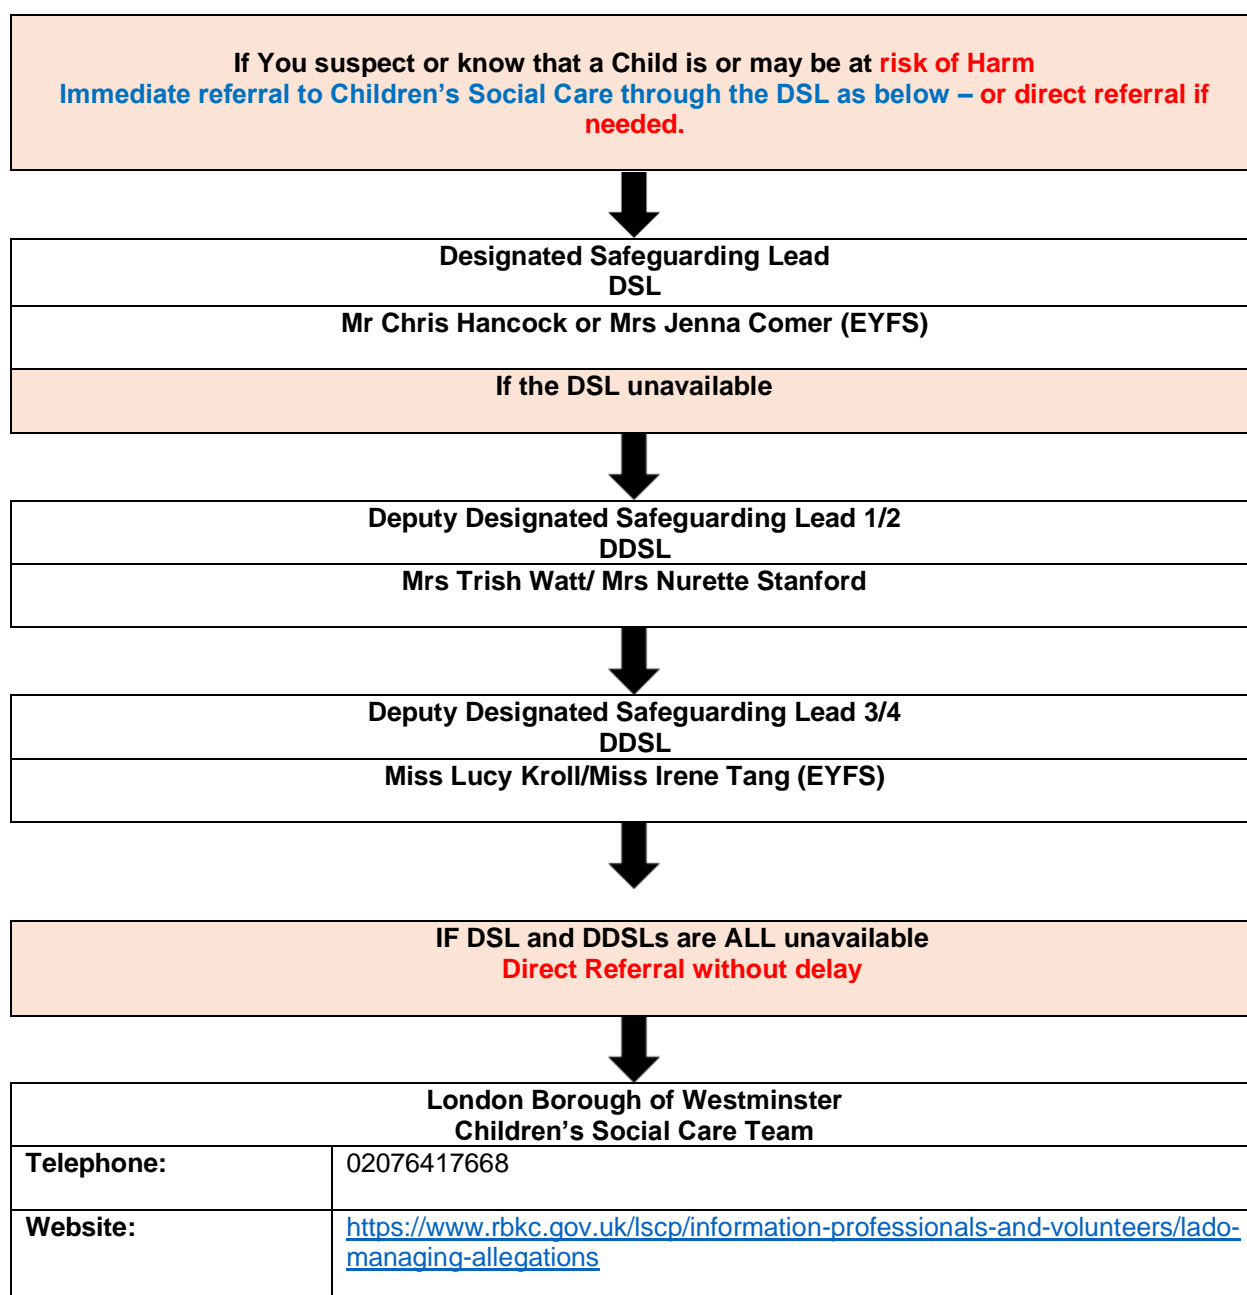 If You suspect or know that a Child is or may be at risk of Harm
Immediate referral to Children’s Social Care through the DSL as below – or direct referral if
needed.
Designated Safeguarding Lead
DSL
Mr Chris Hancock or Mrs Jenna Comer (EYFS)
If the DSL unavailable
Deputy Designated Safeguarding Lead 1/2
DDSL
Mrs Trish Watt/ Mrs Nurette Stanford
Deputy Designated Safeguarding Lead 3/4
DDSL
Miss Lucy Kroll/Miss Irene Tang (EYFS)
IF DSL and DDSLs are ALL unavailable
Direct Referral without delay
London Borough of Westminster
Children’s Social Care Team
Telephone: 02076417668
Website: https://www.rbkc.gov.uk/lscp/information-professionals-and-volunteers/lado-
managing-allegations